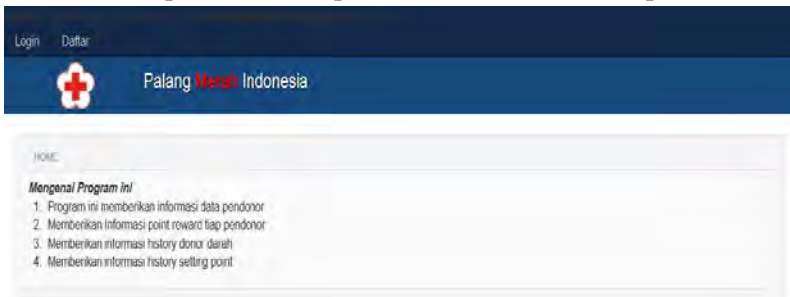 Login Daftar
Palang Merah Indonesia
HOME
Mengenal Program ini
1. Program ini memberikan informasi data pendonor
2. Memberikan Informasi point reward tiap pendonor
3. Memberikan informasi history donor darah
4. Memberikan informasi history setting point